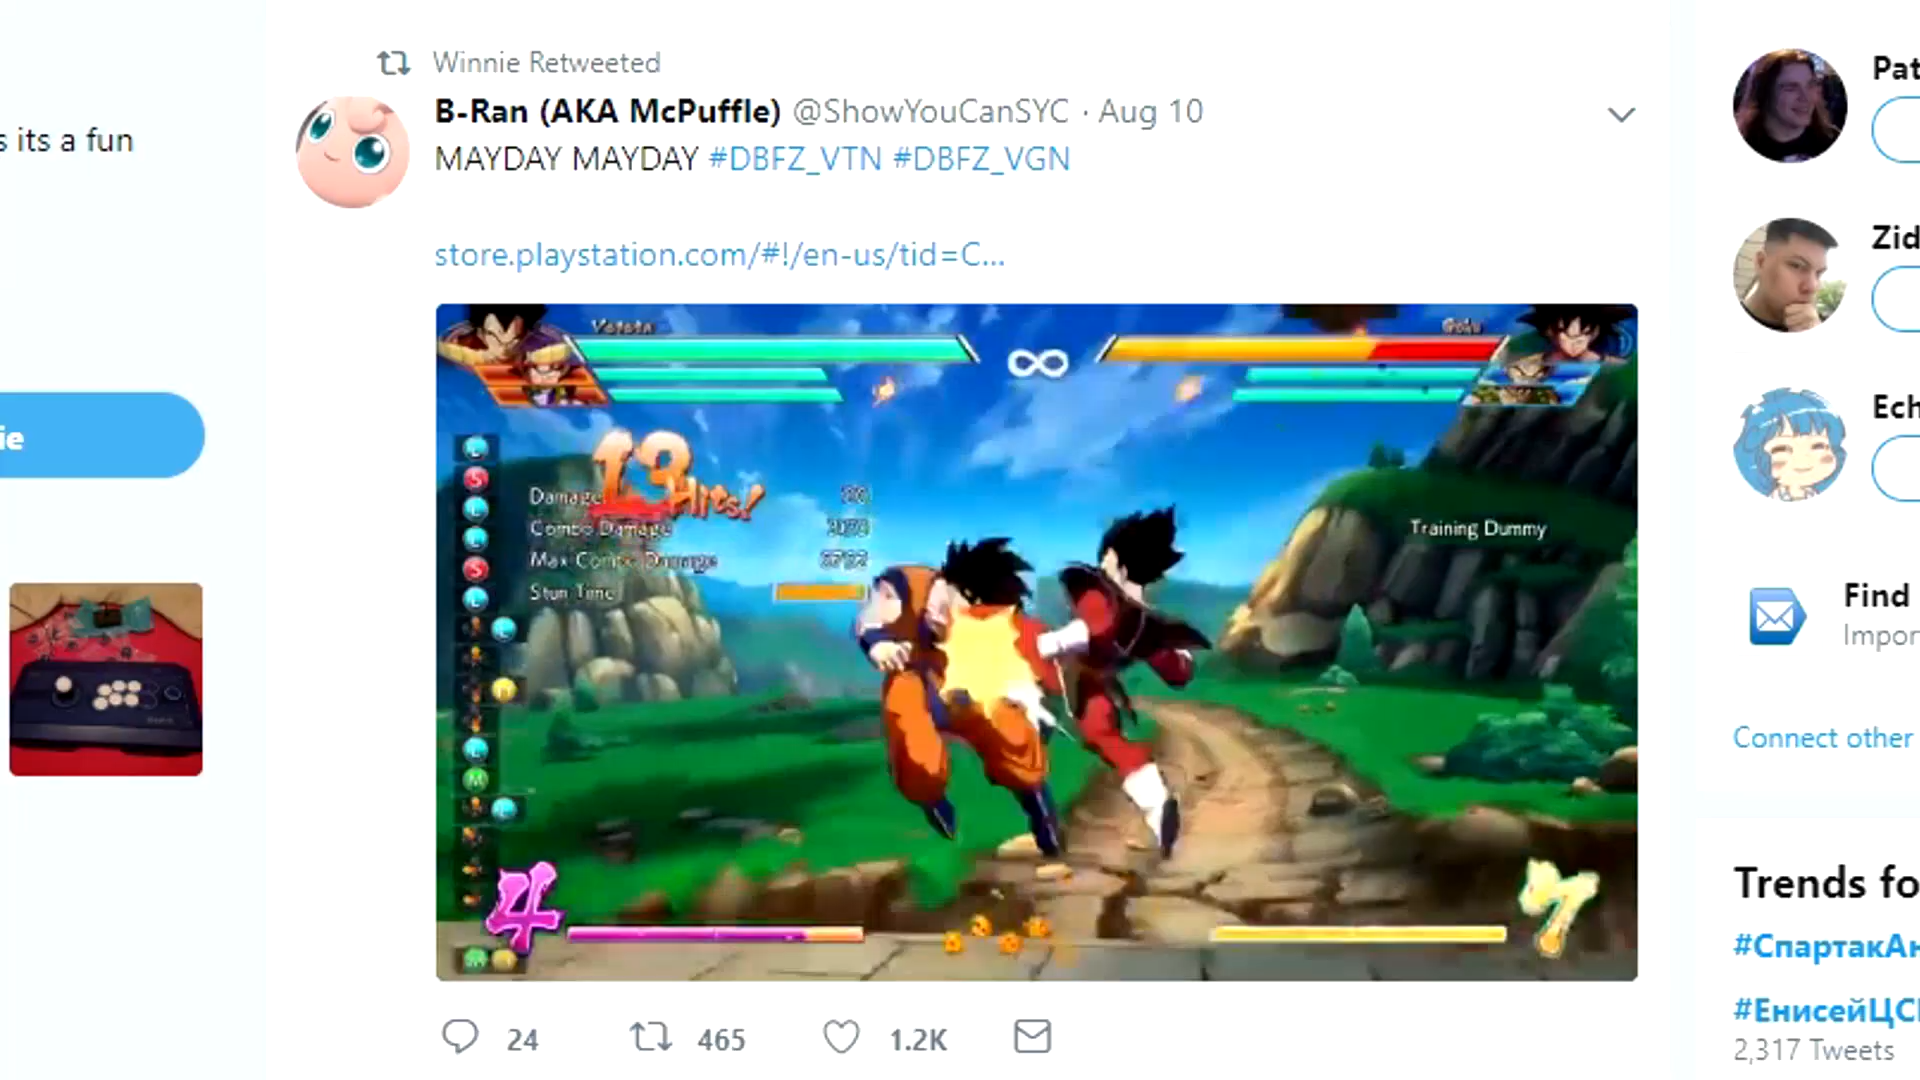 Winnie Retweeted
B-Ran (AKA McPuffle) @ShowYouCanSYC · Aug 10
MAYDAY MAYDAY #DBFZ_VTN #DBFZ_VGN
store.playstation.com/#!/en-us/tid=C...
s its a fun
ie
Vegeta
Goku
∞
13 Hits!
Damage
Combo Damage
Max Combo Damage
Stun Time
Training Dummy
L
S
L
L
S
L
L
H
L
M
L
4
7
24
465
1.2K
Pat
Zid
Ech
Find
Impor
Connect other
Trends fo
#СпартакАн
#ЕнисейЦС
2,317 Tweets